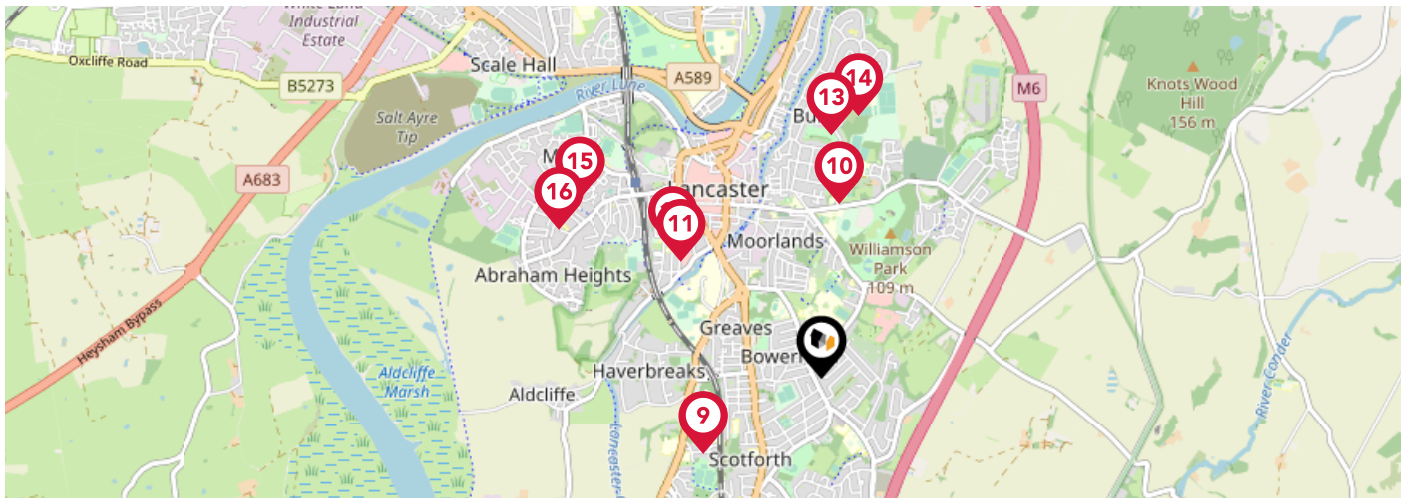 White Lund
Industrial
Estate
Oxcliffe Road
B5273
Scale Hall
A589
River Lune
Salt Ayre
Tip
A683
M6
Knots Wood
Hill
156 m
14
13
10
15
16
11
Lancaster
Moorlands
Williamson
Park
109 m
Abraham Heights
Heysham Bypass
Greaves
Haverbreaks
Aldcliffe
Marsh
Aldcliffe
9
Scotforth
River Conder
Lancaster